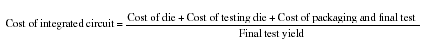 Cost of integrated circuit = Cost of die + Cost of testing die + Cost of packaging and final test
Final test yield